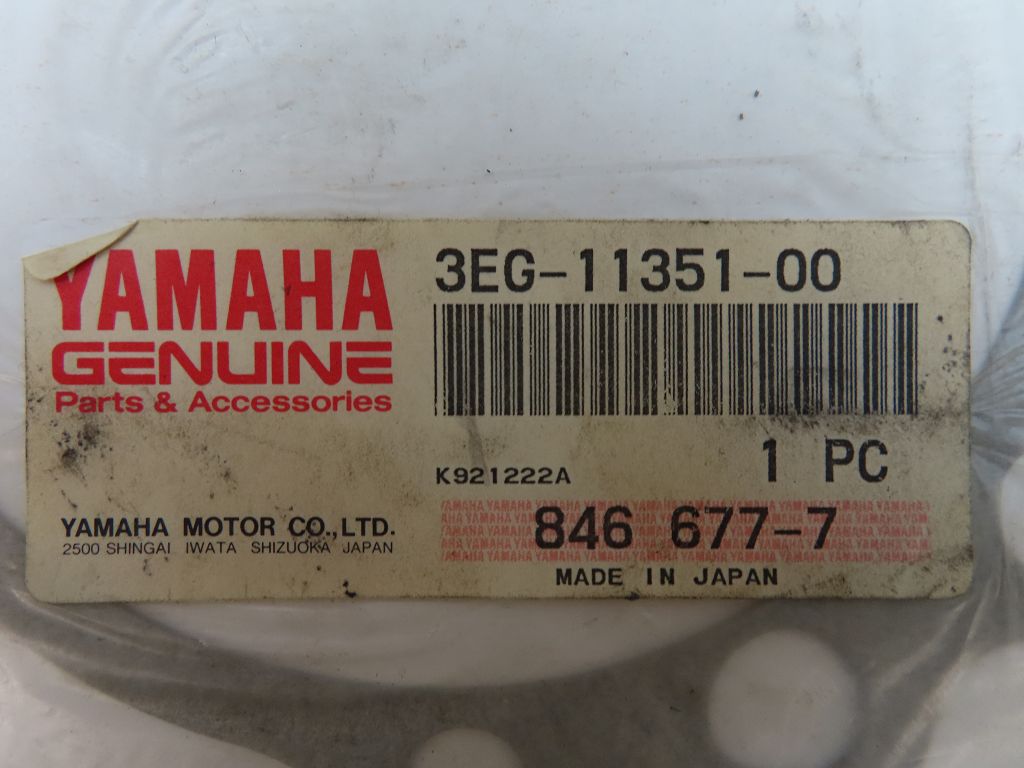 YAMAHA
GENUINE
Parts & Accessories
YAMAHA MOTOR CO.,LTD.
2500 SHINGAI IWATA SHIZUOKA JAPAN
3EG-11351-00
K921222A
1 PC
846 677-7
MADE IN JAPAN